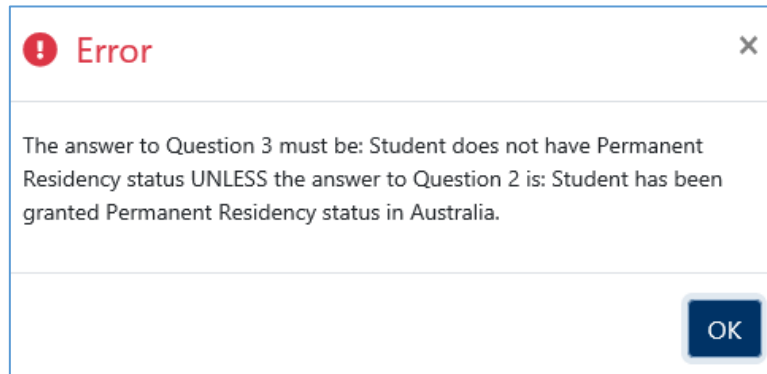 Error
The answer to Question 3 must be: Student does not have Permanent
Residency status UNLESS the answer to Question 2 is: Student has been
granted Permanent Residency status in Australia.
OK